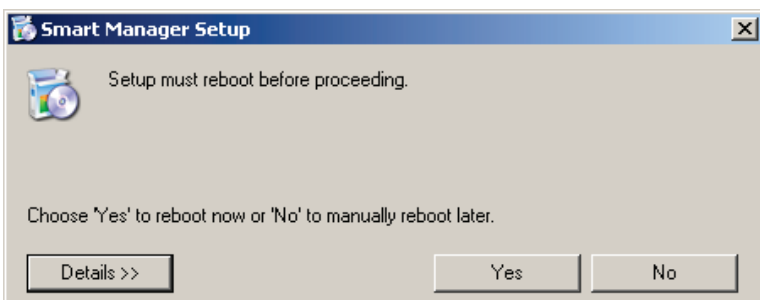 Smart Manager Setup
Setup must reboot before proceeding.
Choose 'Yes' to reboot now or 'No' to manually reboot later.
Details >>
Yes
No